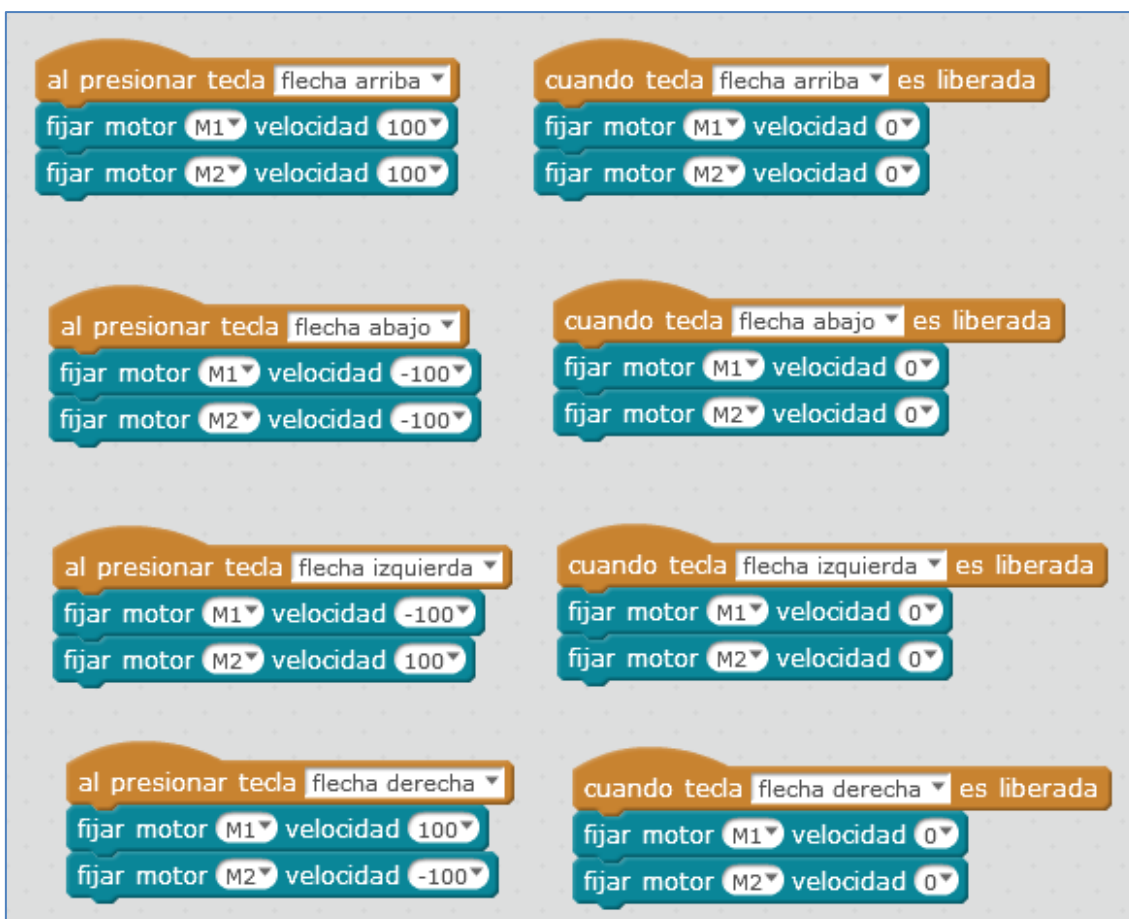 al presionar tecla flecha arriba
fijar motor M1 velocidad 100
fijar motor M2 velocidad 100
cuando tecla flecha arriba es liberada
fijar motor M1 velocidad 0
fijar motor M2 velocidad 0
al presionar tecla flecha abajo
fijar motor M1 velocidad -100
fijar motor M2 velocidad -100
cuando tecla flecha abajo es liberada
fijar motor M1 velocidad 0
fijar motor M2 velocidad 0
al presionar tecla flecha izquierda
fijar motor M1 velocidad -100
fijar motor M2 velocidad 100
cuando tecla flecha izquierda es liberada
fijar motor M1 velocidad 0
fijar motor M2 velocidad 0
al presionar tecla flecha derecha
fijar motor M1 velocidad 100
fijar motor M2 velocidad -100
cuando tecla flecha derecha es liberada
fijar motor M1 velocidad 0
fijar motor M2 velocidad 0